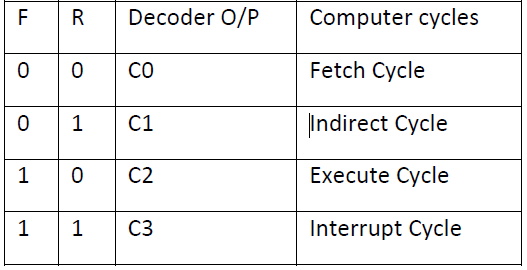 F R Decoder O/P Computer cycles
0 0 C0 Fetch Cycle
0 1 C1 Indirect Cycle
1 0 C2 Execute Cycle
1 1 C3 Interrupt Cycle